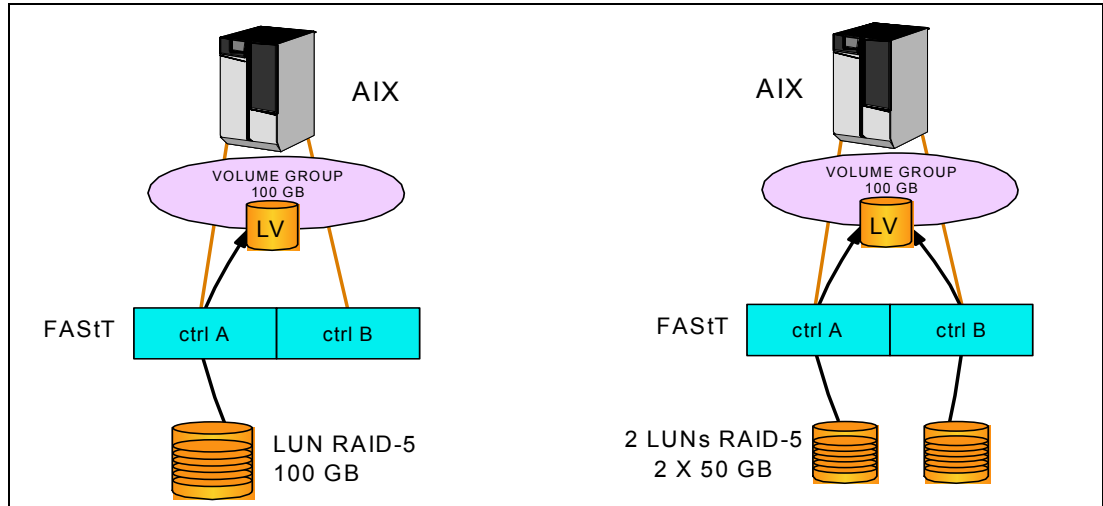 AIX
VOLUME GROUP
100 GB
LV
FAStT
ctrl A
ctrl B
LUN RAID-5
100 GB
AIX
VOLUME GROUP
100 GB
LV
FAStT
ctrl A
ctrl B
2 LUNs RAID-5
2 X 50 GB